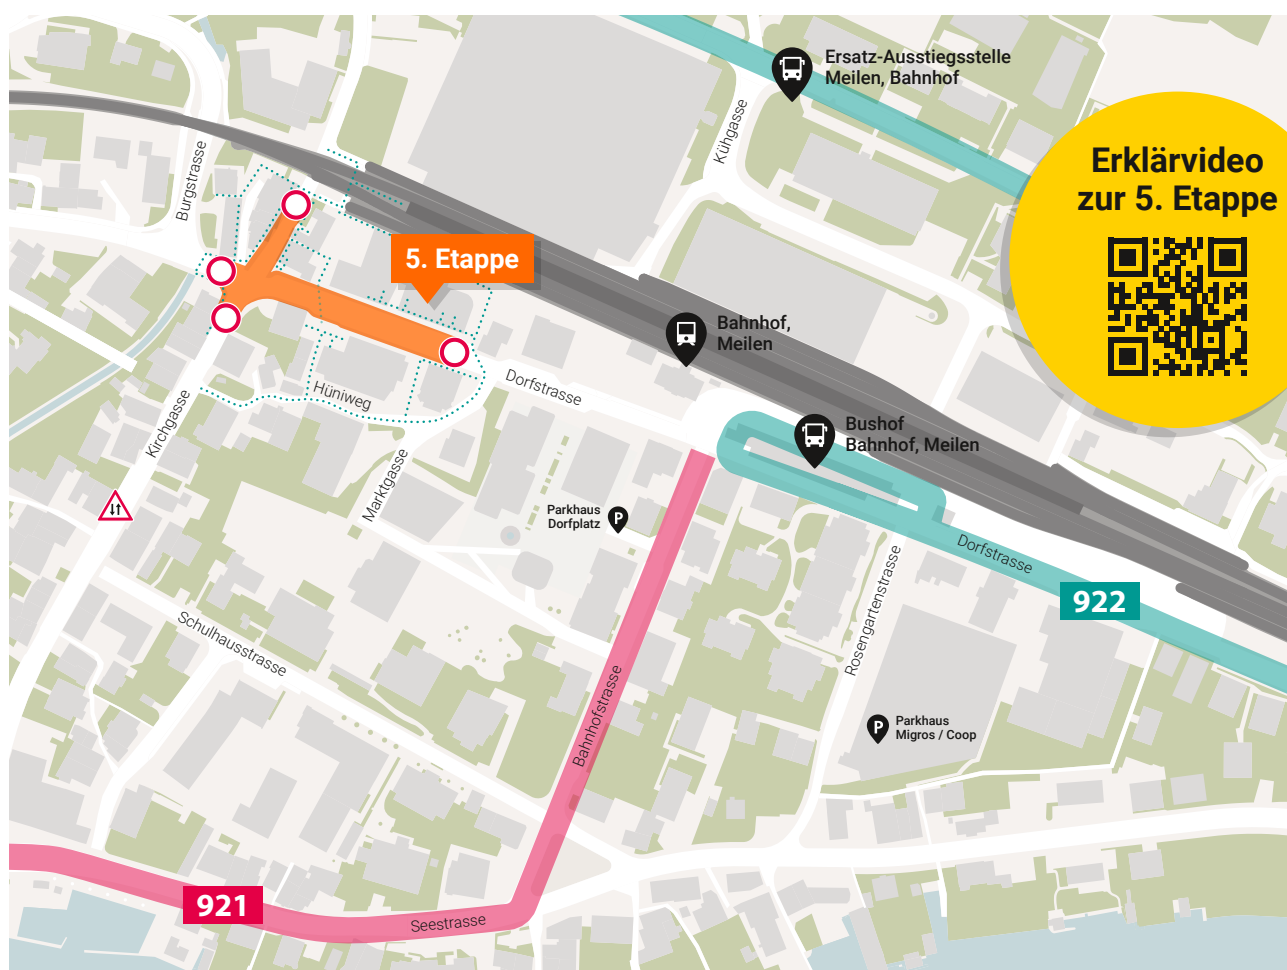 Ersatz-Ausstiegsstelle
Meilen, Bahnhof
Kühgasse
Erklärvideo
zur 5. Etappe
Burgstrasse
5. Etappe
Bahnhof,
Meilen
Dorfstrasse
Hüniweg
Kirchgasse
Bushof
Bahnhof, Meilen
Marktgasse
Parkhaus
Dorfplatz
P
Dorfstrasse
922
Rosengartenstrasse
Schulhausstrasse
Bahnhofstrasse
P
Parkhaus
Migros / Coop
921
Seestrasse